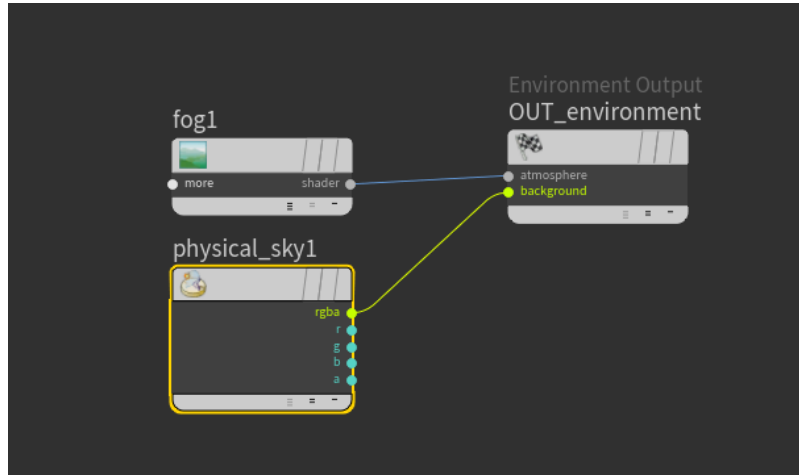 fog1
more
shader
physical_sky1
rgba
r
g
b
a
Environment Output
OUT_environment
atmosphere
background